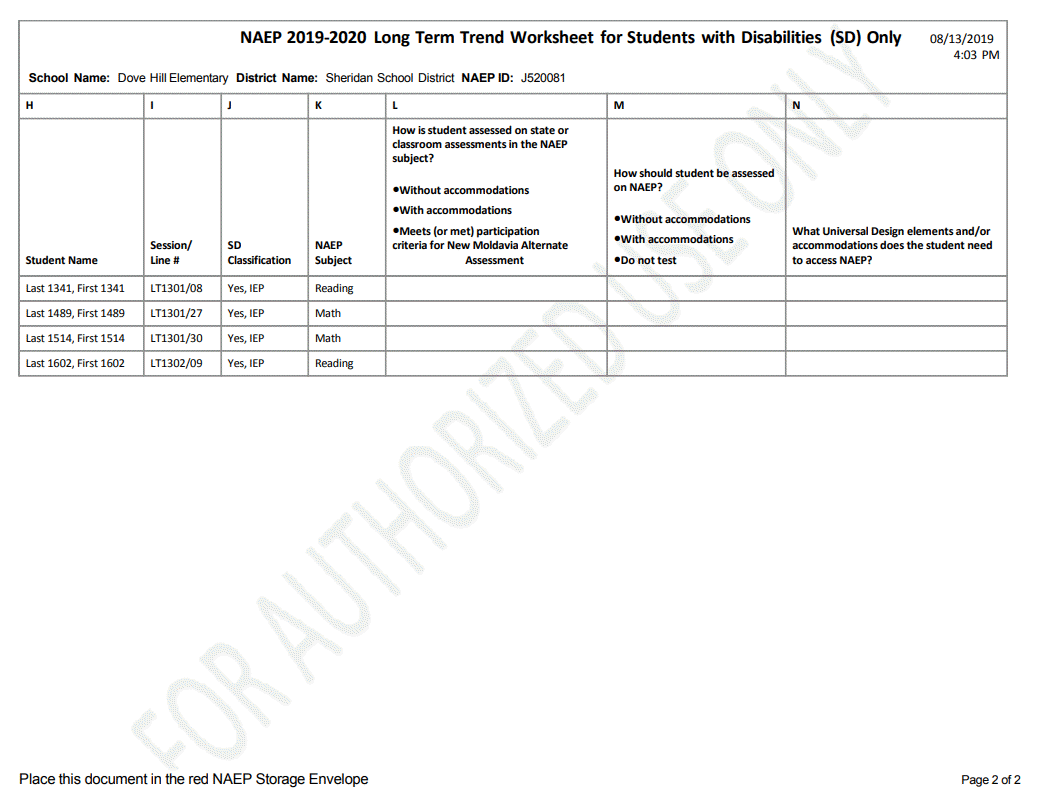 NAEP 2019-2020 Long Term Trend Worksheet for Students with Disabilities (SD) Only
08/13/2019
4:03 PM
School Name: Dove Hill Elementary District Name: Sheridan School District NAEP ID: J520081
H I J K L M N
Student Name
Session/
Line #
SD
Classification
NAEP
Subject
How is student assessed on state or
classroom assessments in the NAEP
subject?
•Without accommodations
•With accommodations
•Meets (or met) participation
criteria for New Moldavia Alternate
Assessment
How should student be assessed
on NAEP?
•Without accommodations
•With accommodations
•Do not test
What Universal Design elements and/or
accommodations does the student need
to access NAEP?
Last 1341, First 1341 LT1301/08 Yes, IEP Reading
Last 1489, First 1489 LT1301/27 Yes, IEP Math
Last 1514, First 1514 LT1301/30 Yes, IEP Math
Last 1602, First 1602 LT1302/09 Yes, IEP Reading
FOR AUTHORIZED USE ONLY
Place this document in the red NAEP Storage Envelope
Page 2 of 2